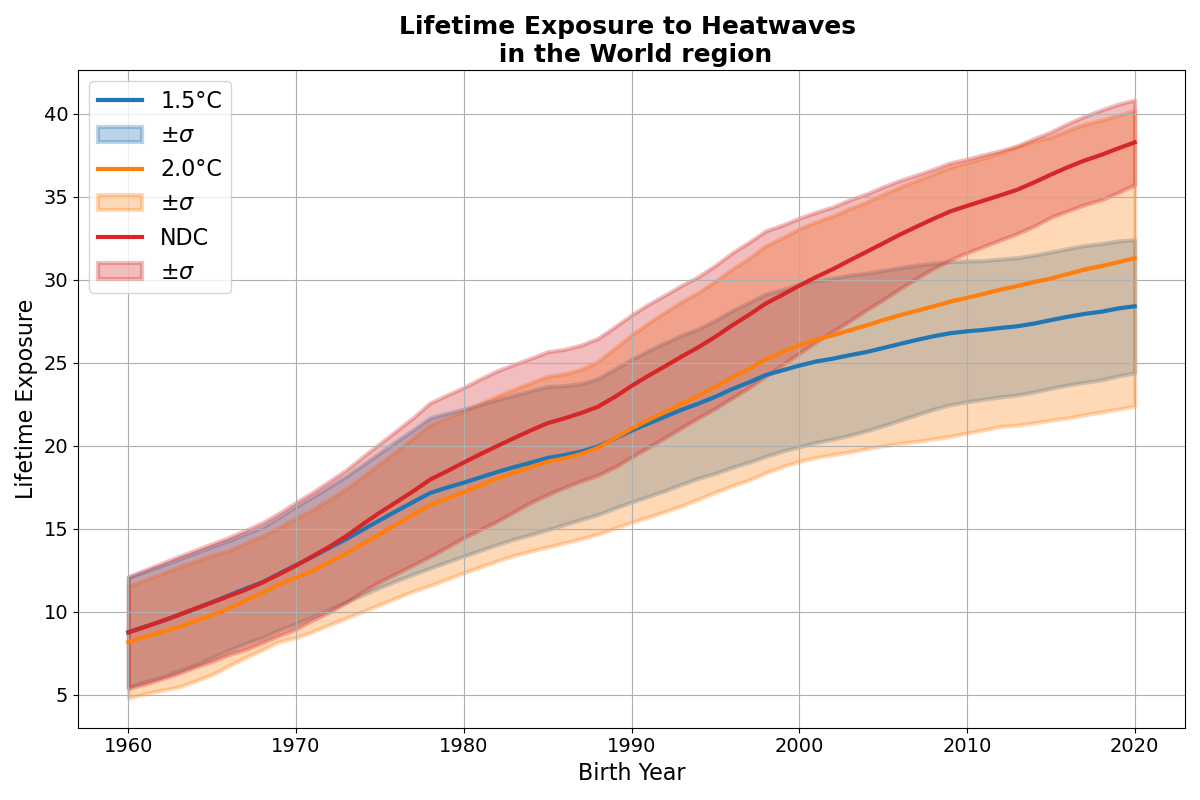 Lifetime Exposure to Heatwaves
in the World region
1.5°C
±σ
2.0°C
±σ
NDC
±σ
Lifetime Exposure
40
35
30
25
20
15
10
5
1960 1970 1980 1990 2000 2010 2020
Birth Year